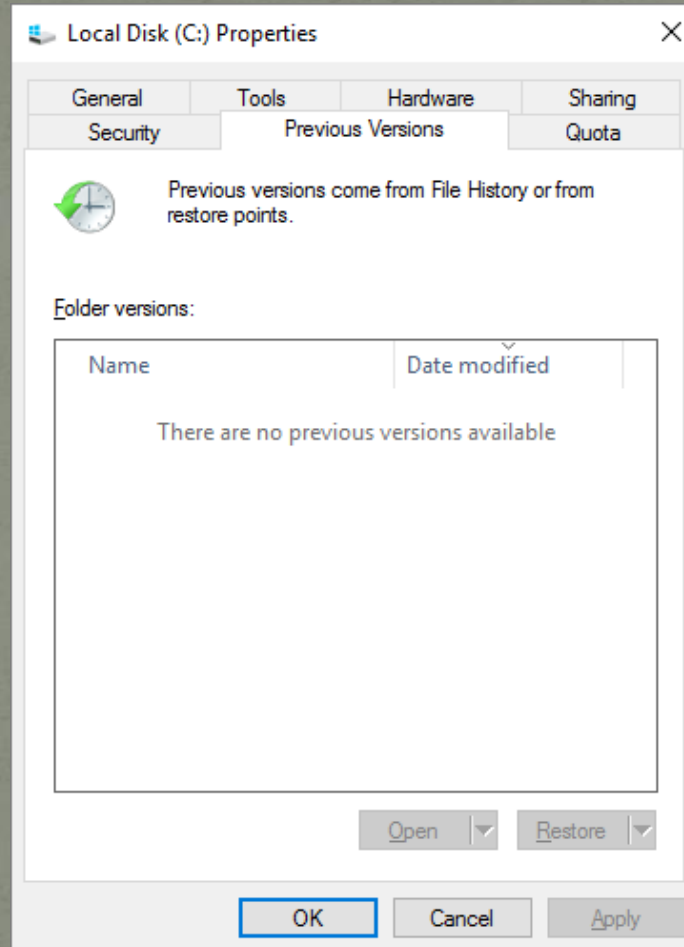 Local Disk (C:) Properties
General Tools Hardware Sharing
Security Previous Versions Quota
Previous versions come from File History or from
restore points.
Folder versions:
Name Date modified
There are no previous versions available
Open Restore
OK Cancel Apply